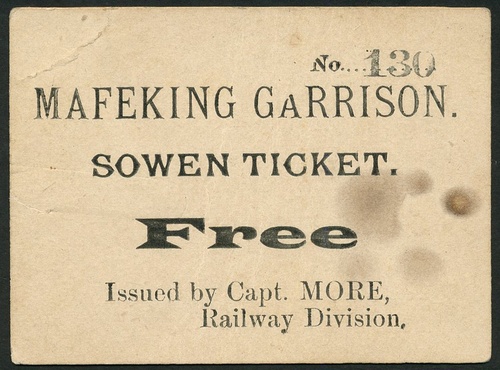 No....130
MAFEKING GARRISON.
SOWEN TICKET.
Free
Issued by Capt. MORE,
Railway Division.